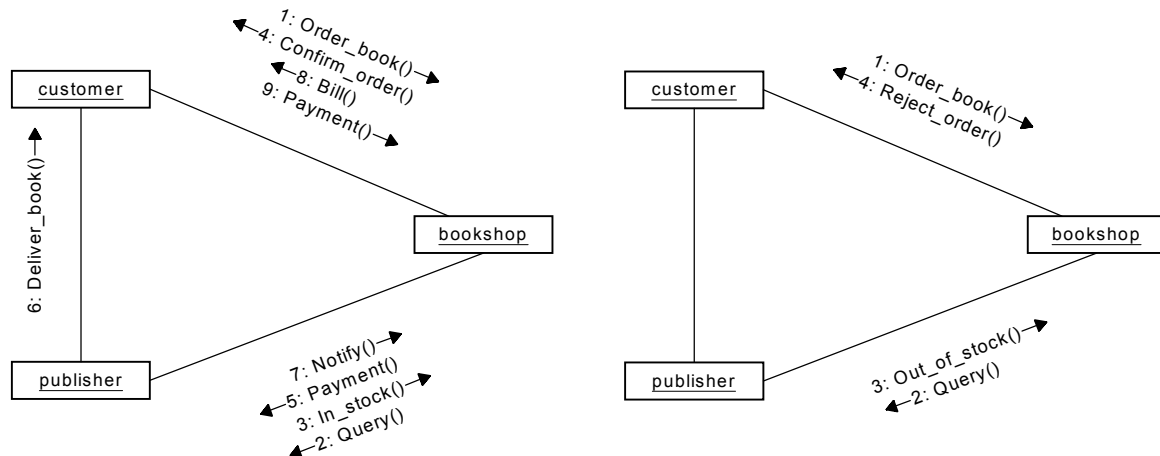 1: Order_book()
4: Confirm_order()
8: Bill()
9: Payment()
customer
6: Deliver_book()
bookshop
publisher
7: Notify()
5: Payment()
3: In_stock()
2: Query()
1: Order_book()
4: Reject_order()
customer
bookshop
publisher
3: Out_of_stock()
2: Query()